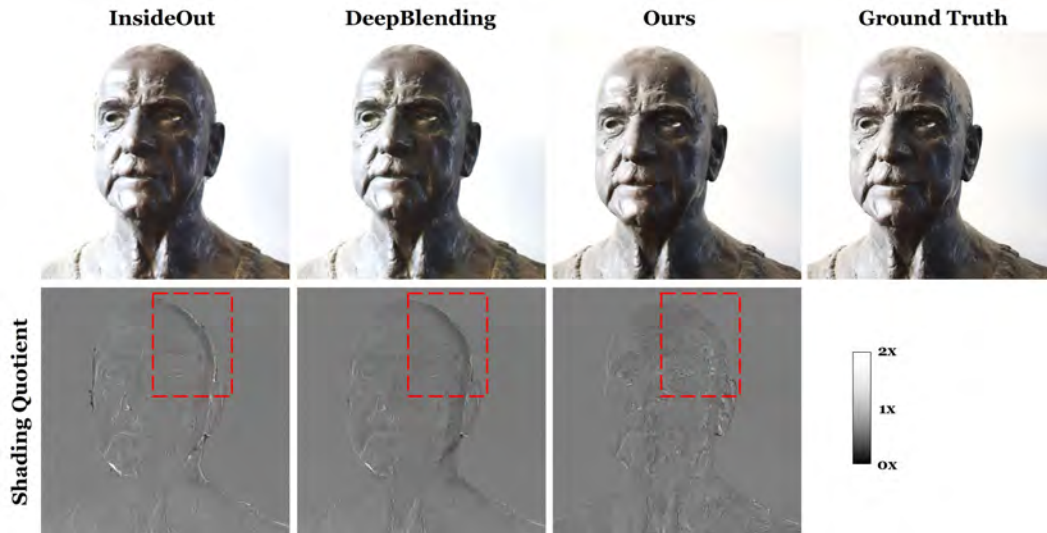 InsideOut DeepBlending Ours Ground Truth
Shading Quotient
2x
1x
0x